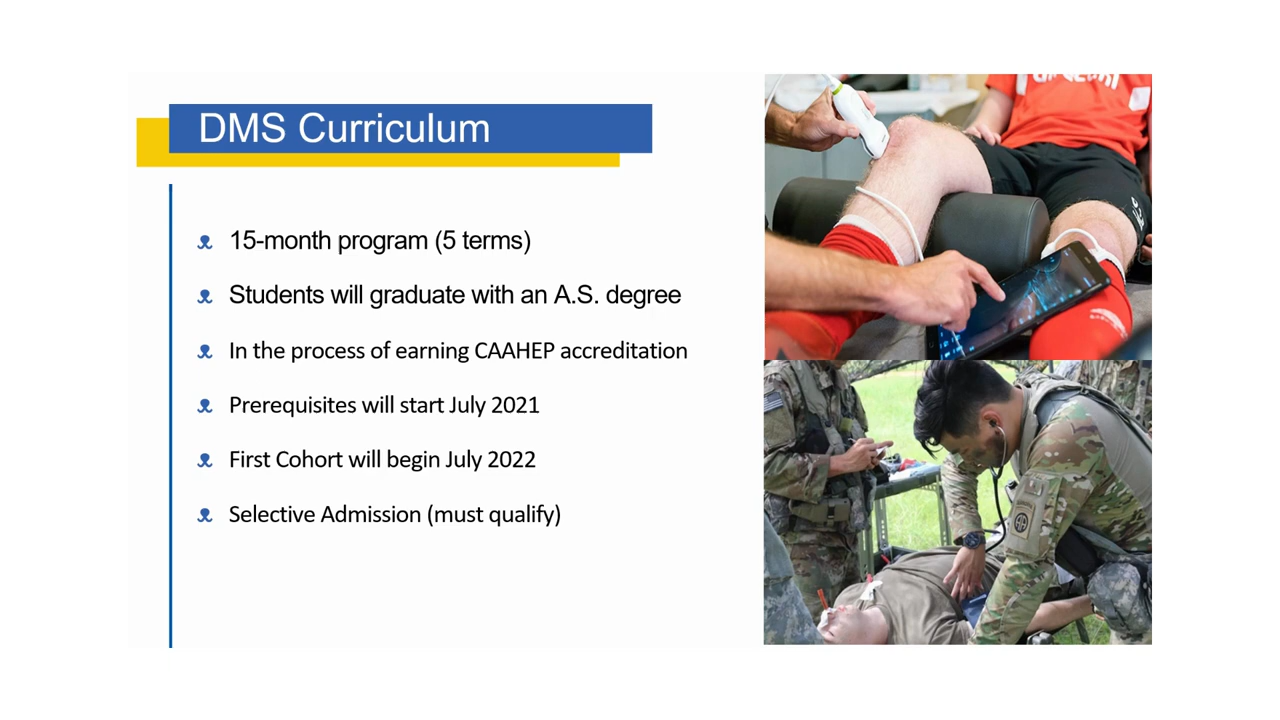 DMS Curriculum
15-month program (5 terms)
Students will graduate with an A.S. degree
In the process of earning CAAHEP accreditation
Prerequisites will start July 2021
First Cohort will begin July 2022
Selective Admission (must qualify)